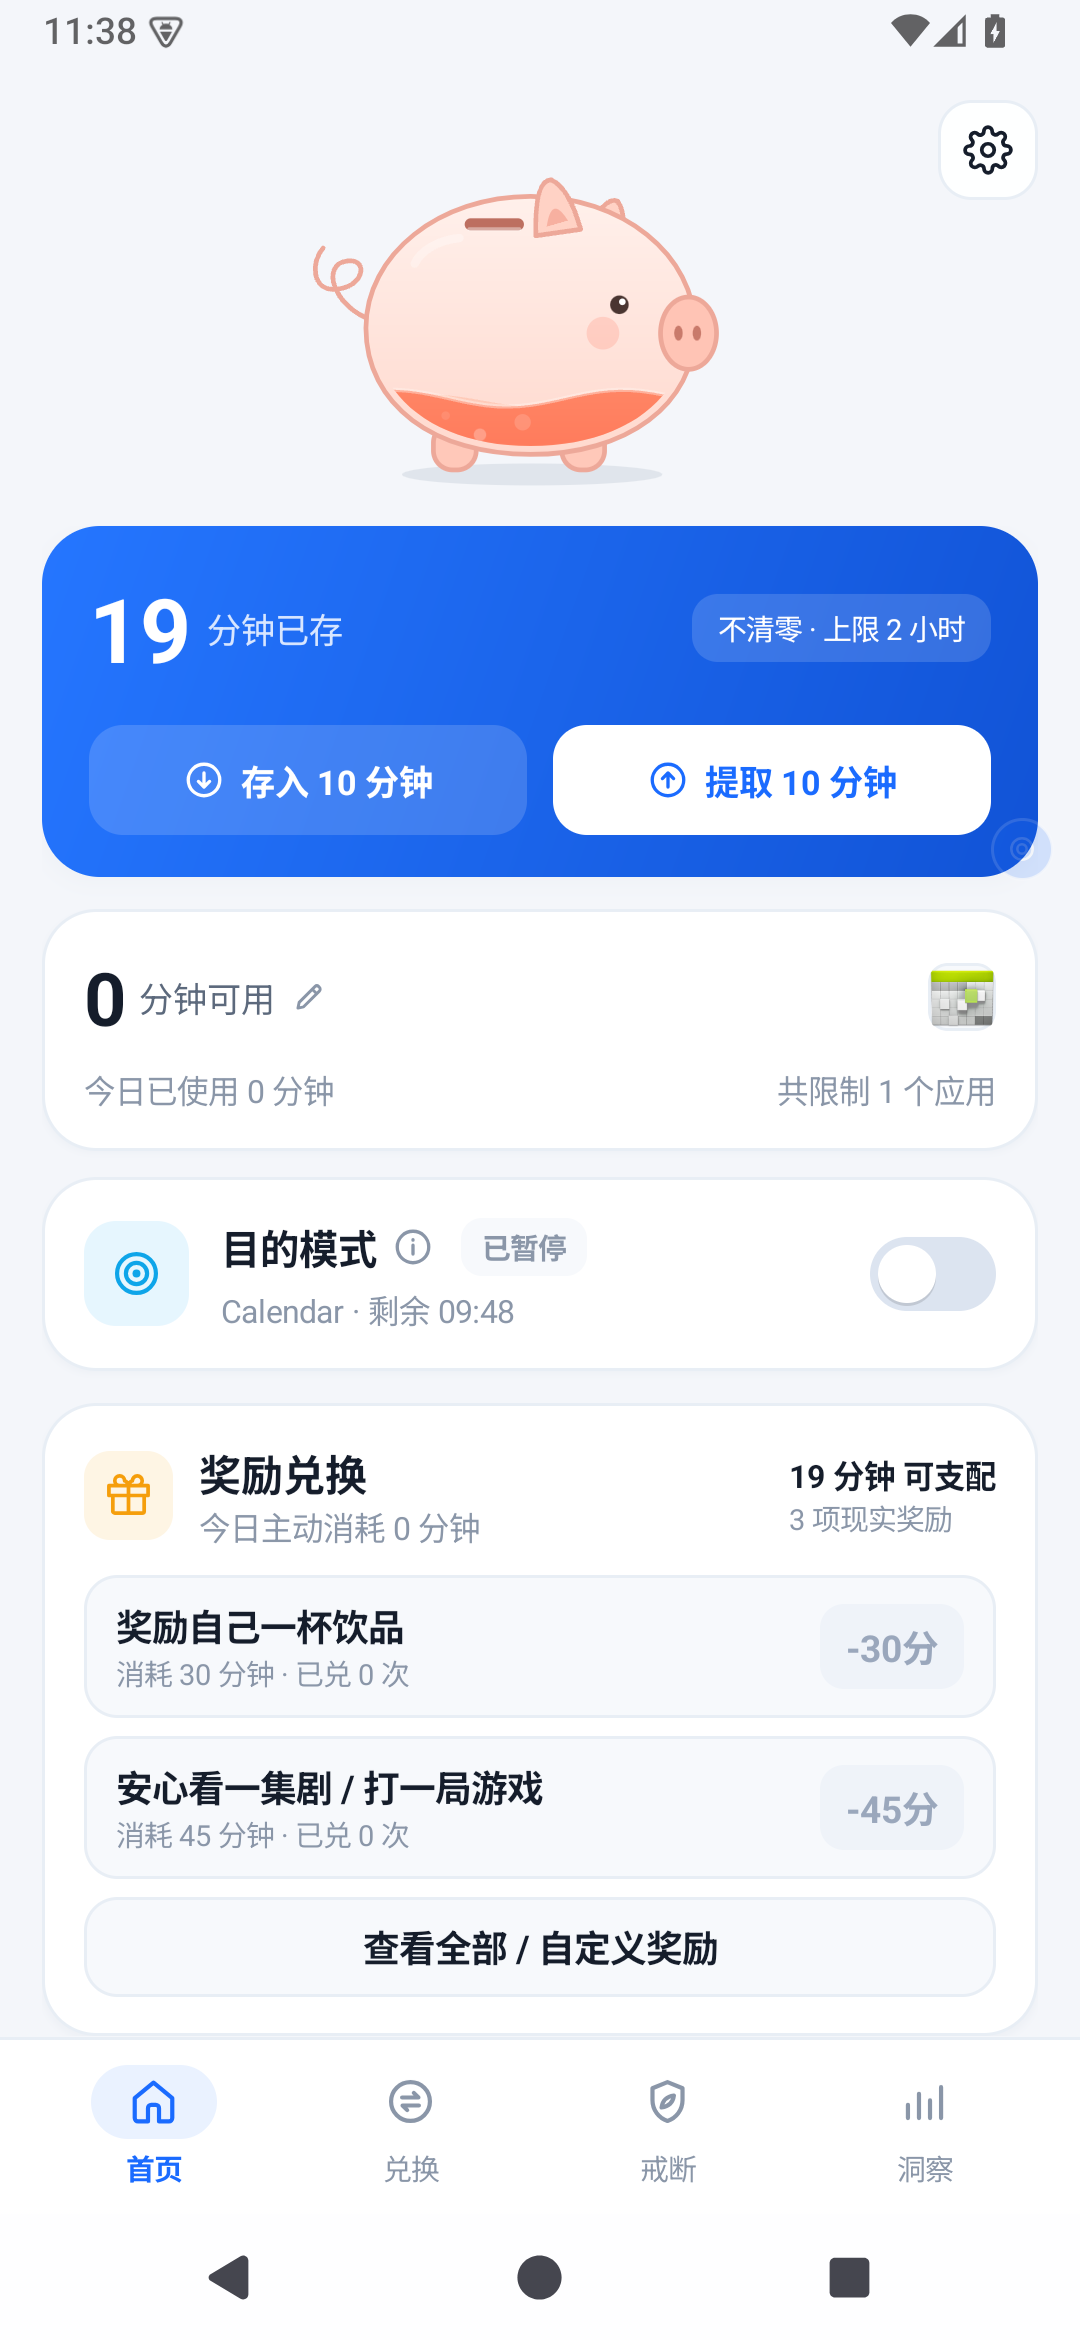 11:38
19 分钟已存
不清零 · 上限 2 小时
存入 10 分钟
提取 10 分钟
0 分钟可用
今日已使用 0 分钟
共限制 1 个应用
目的模式
已暂停
Calendar · 剩余 09:48
奖励兑换
19 分钟 可支配
今日主动消耗 0 分钟
3 项现实奖励
奖励自己一杯饮品
消耗 30 分钟 · 已兑 0 次
-30分
安心看一集剧 / 打一局游戏
消耗 45 分钟 · 已兑 0 次
-45分
查看全部 / 自定义奖励
首页
兑换
戒断
洞察